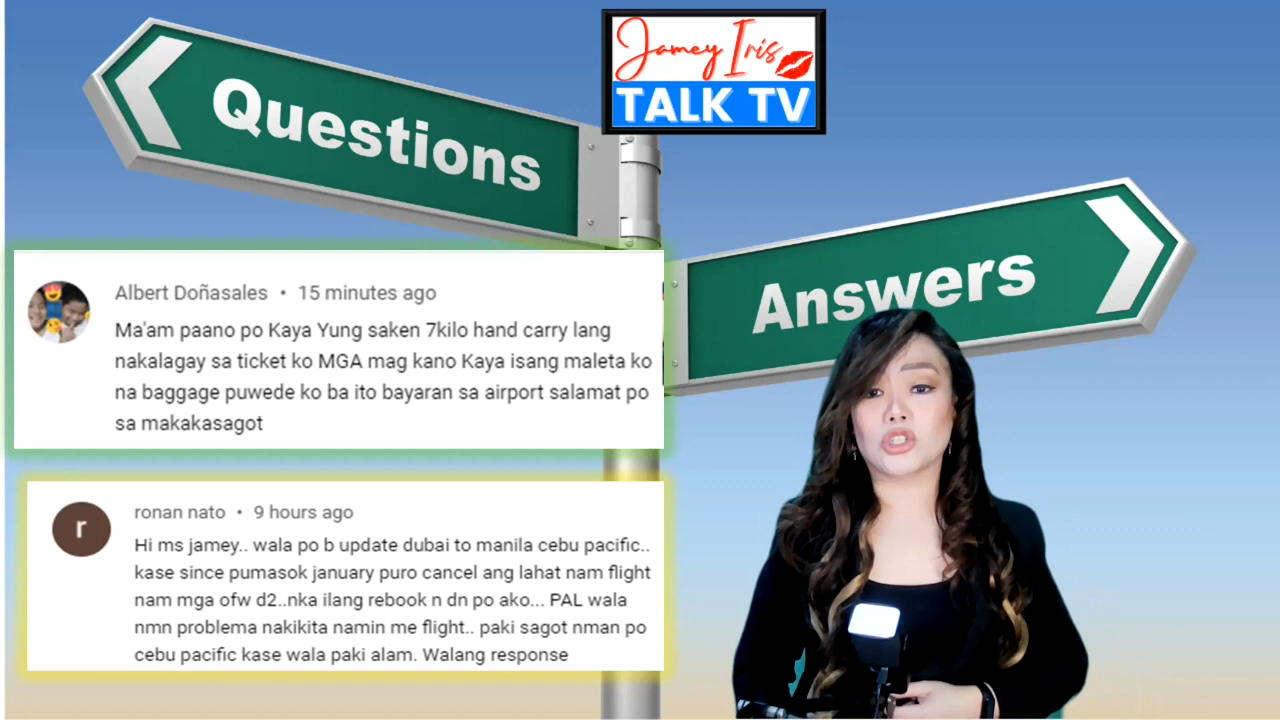 Jamey Iris
TALK TV
Questions
Answers
Albert Doñasales • 15 minutes ago
Ma'am paano po Kaya Yung saken 7kilo hand carry lang
nakalagay sa ticket ko MGA mag kano Kaya isang maleta ko
na baggage puwede ko ba ito bayaran sa airport salamat po
sa makakasagot
r
ronan nato • 9 hours ago
Hi ms jamey.. wala po b update dubai to manila cebu pacific..
kase since pumasok january puro cancel ang lahat nam flight
nam mga ofw d2..nka ilang rebook n dn po ako... PAL wala
nmn problema nakikita namin me flight.. paki sagot nman po
cebu pacific kase wala paki alam. Walang response